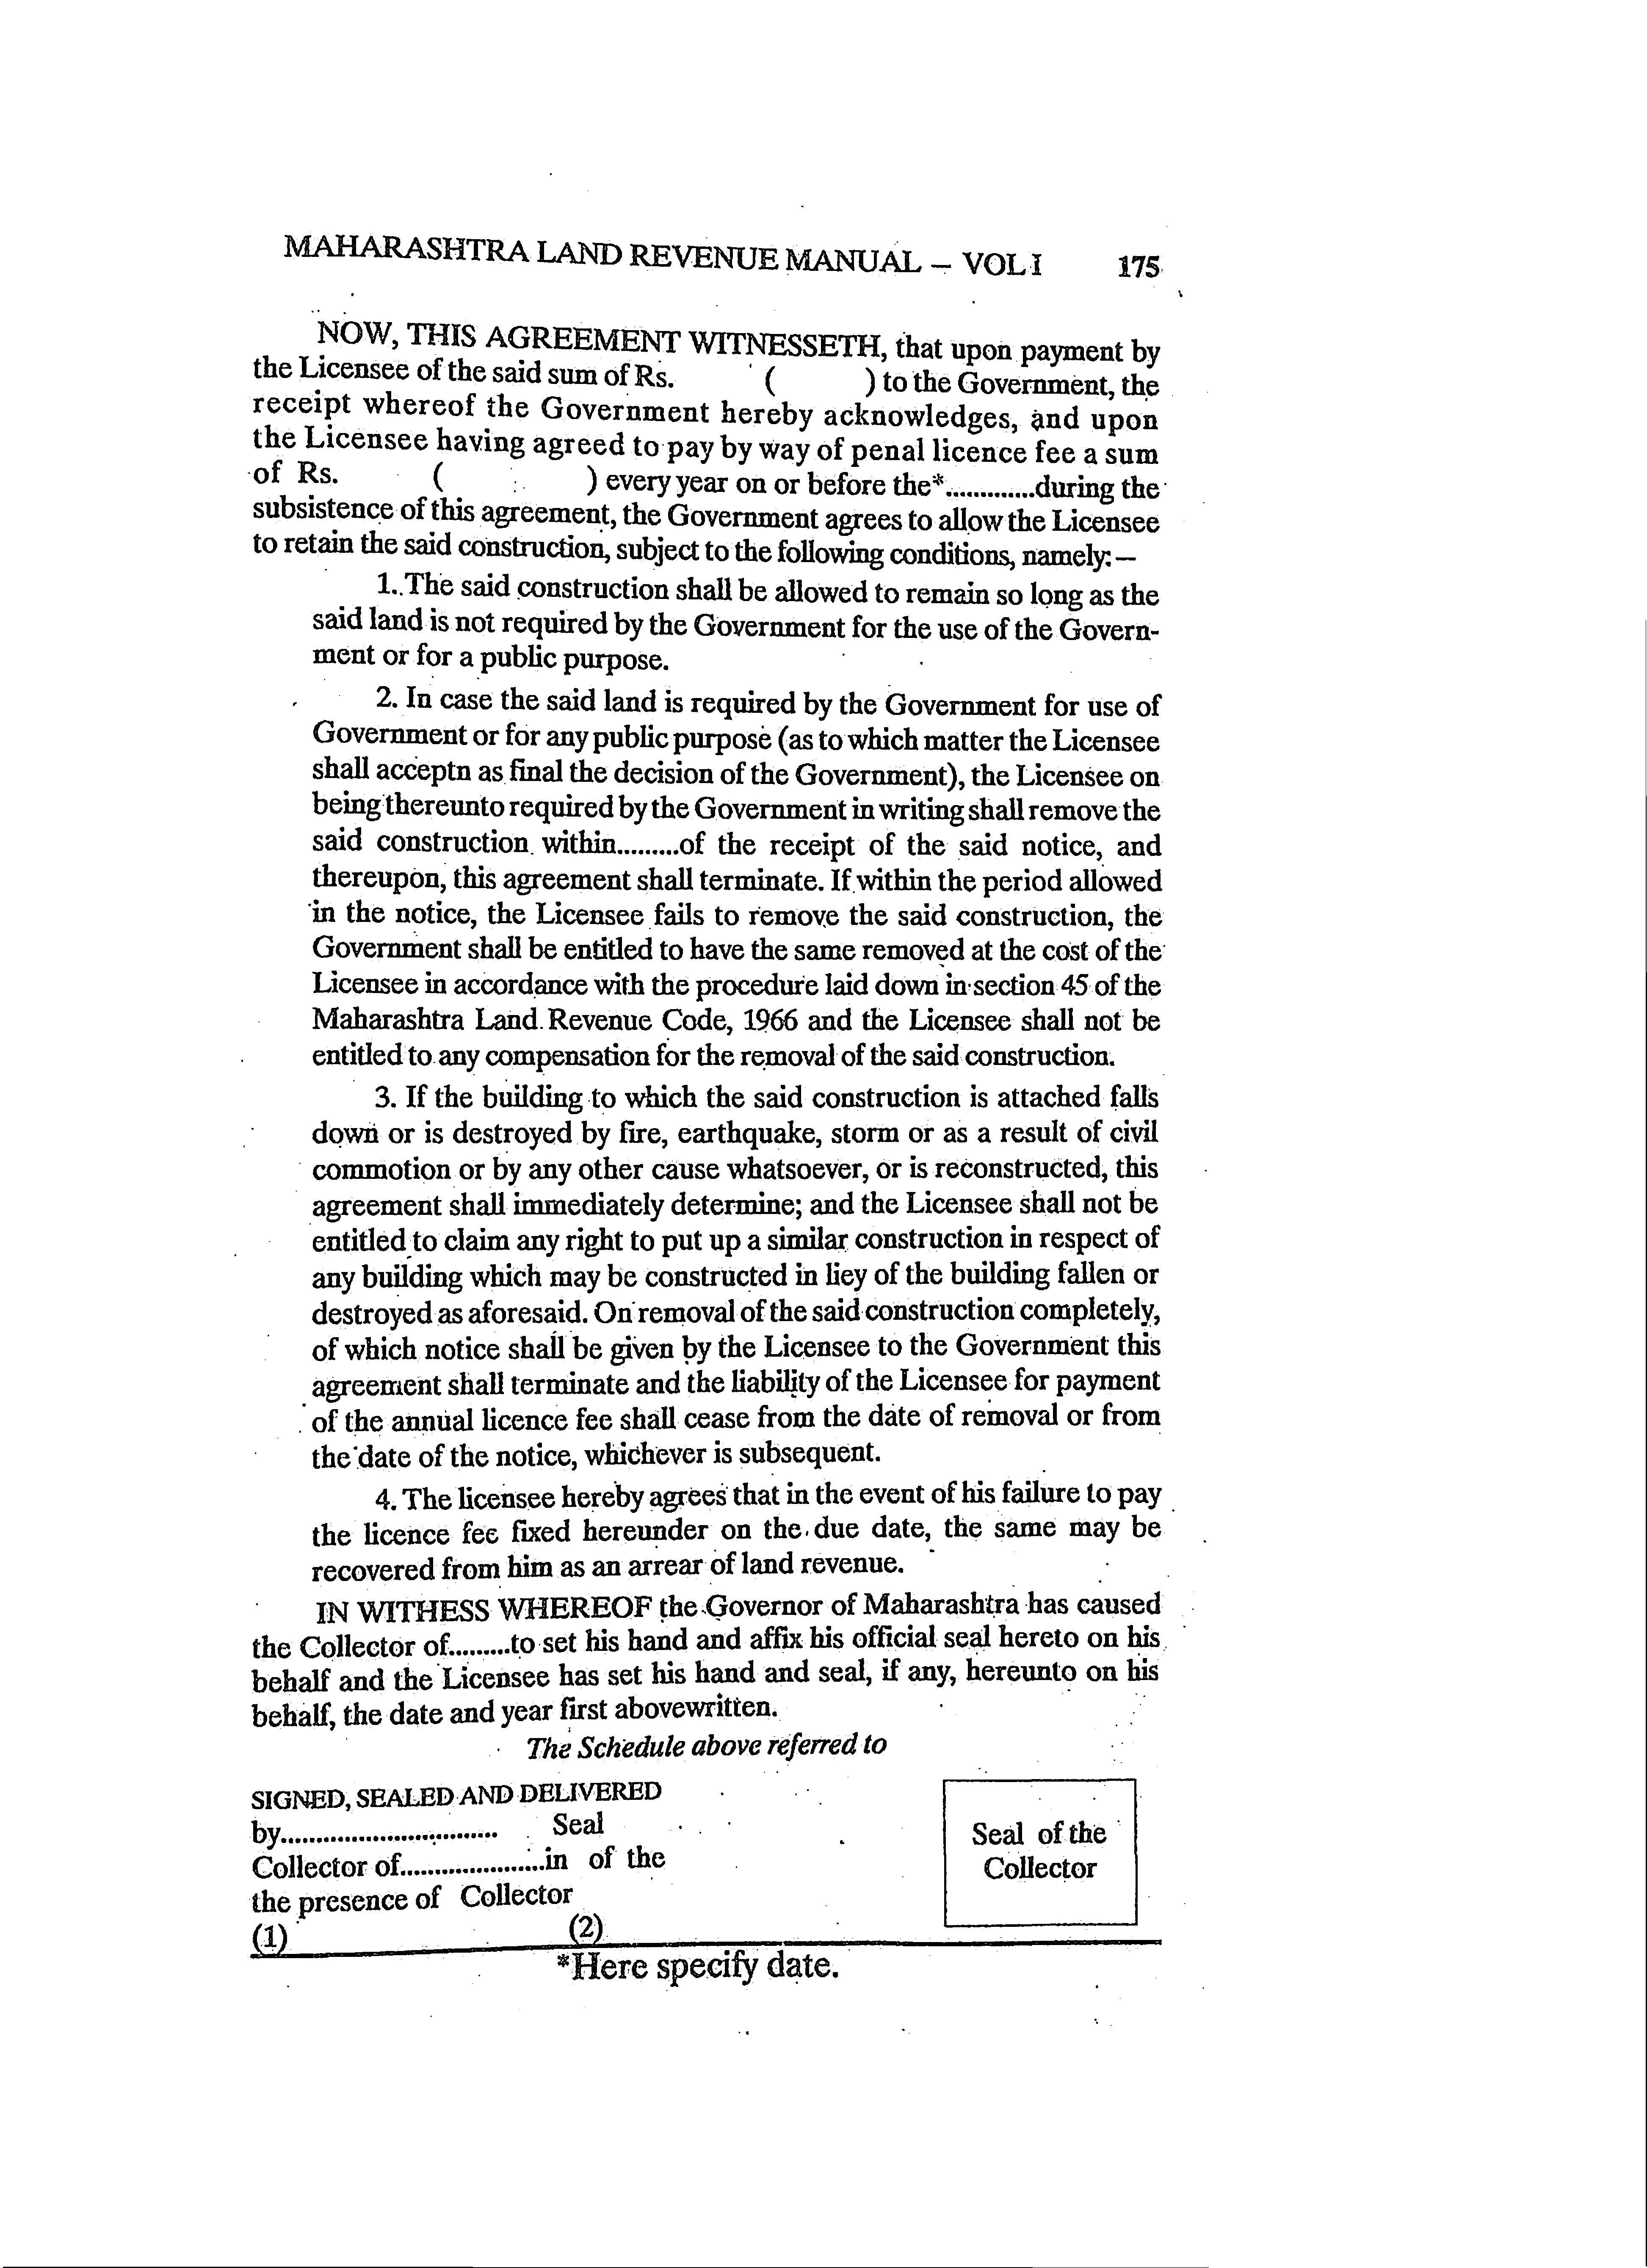 MAHARASHTRA LAND REVENUE MANUAL – VOL I 175
NOW, THIS AGREEMENT WITNESSETH, that upon payment by
the Licensee of the said sum of Rs. ( ) to the Government, the
receipt whereof the Government hereby acknowledges, and upon
the Licensee having agreed to pay by way of penal licence fee a sum
of Rs. ( ) every year on or before the*.............during the
subsistence of this agreement, the Government agrees to allow the Licensee
to retain the said construction, subject to the following conditions, namely:—
1. The said construction shall be allowed to remain so long as the
said land is not required by the Government for the use of the Govern-
ment or for a public purpose.
2. In case the said land is required by the Government for use of
Government or for any public purpose (as to which matter the Licensee
shall acceptn as final the decision of the Government), the Licensee on
being thereunto required by the Government in writing shall remove the
said construction within.........of the receipt of the said notice, and
thereupon, this agreement shall terminate. If within the period allowed
in the notice, the Licensee fails to remove the said construction, the
Government shall be entitled to have the same removed at the cost of the
Licensee in accordance with the procedure laid down in section 45 of the
Maharashtra Land Revenue Code, 1966 and the Licensee shall not be
entitled to any compensation for the removal of the said construction.
3. If the building to which the said construction is attached falls
down or is destroyed by fire, earthquake, storm or as a result of civil
commotion or by any other cause whatsoever, or is reconstructed, this
agreement shall immediately determine; and the Licensee shall not be
entitled to claim any right to put up a similar construction in respect of
any building which may be constructed in liey of the building fallen or
destroyed as aforesaid. On removal of the said construction completely,
of which notice shall be given by the Licensee to the Government this
agreement shall terminate and the liability of the Licensee for payment
of the annual licence fee shall cease from the date of removal or from
the date of the notice, whichever is subsequent.
4. The licensee hereby agrees that in the event of his failure to pay
the licence fee fixed hereunder on the due date, the same may be
recovered from him as an arrear of land revenue.
IN WITHESS WHEREOF the Governor of Maharashtra has caused
the Collector of.........to set his hand and affix his official seal hereto on his
behalf and the Licensee has set his hand and seal, if any, hereunto on his
behalf, the date and year first abovewritten.
The Schedule above referred to
SIGNED, SEALED AND DELIVERED
by............................... Seal
Collector of.....................in of the
the presence of Collector
(1) (2)
Seal of the
Collector
*Here specify date.